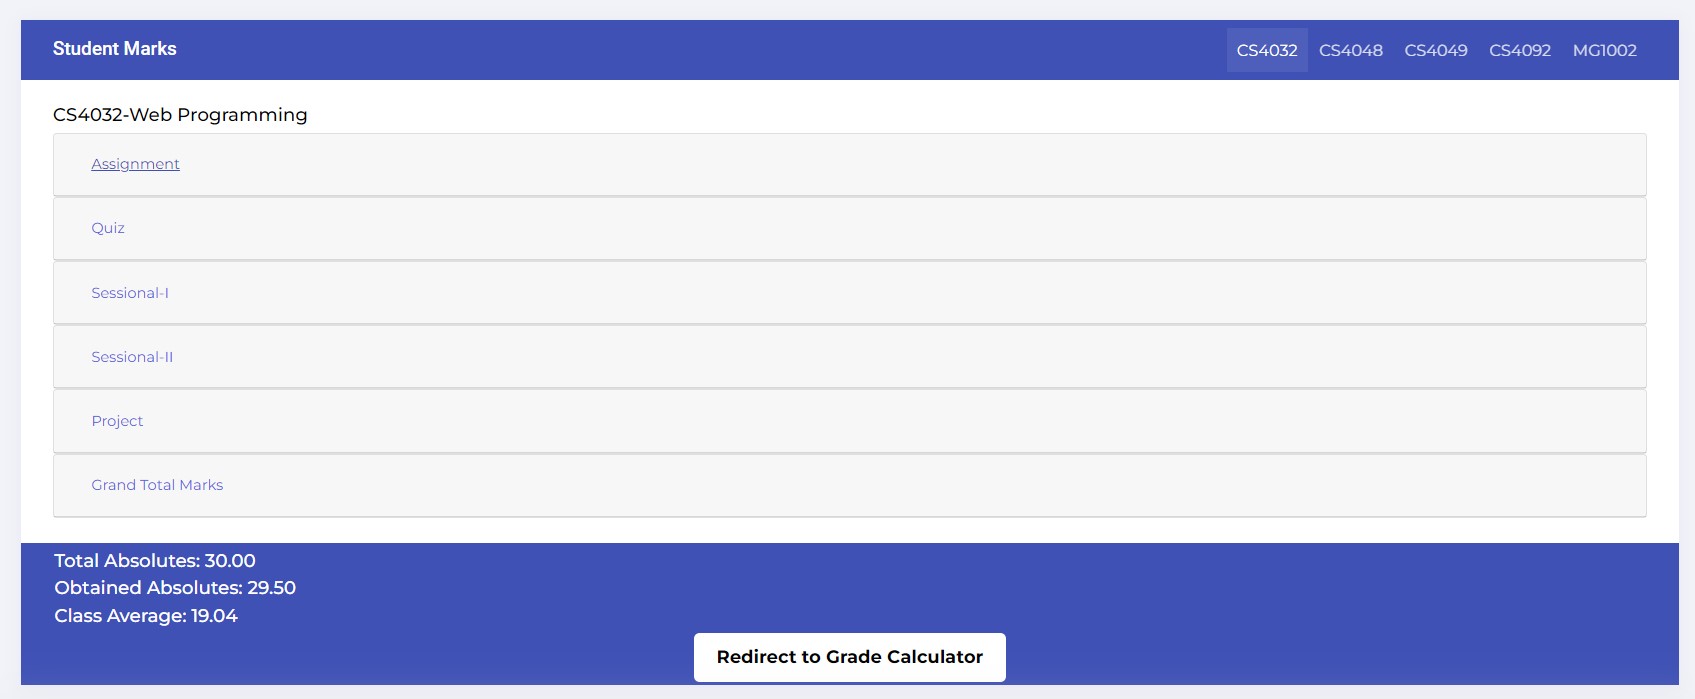 Student Marks
CS4032 CS4048 CS4049 CS4092 MG1002
CS4032-Web Programming
Assignment
Quiz
Sessional-I
Sessional-II
Project
Grand Total Marks
Total Absolutes: 30.00
Obtained Absolutes: 29.50
Class Average: 19.04
Redirect to Grade Calculator